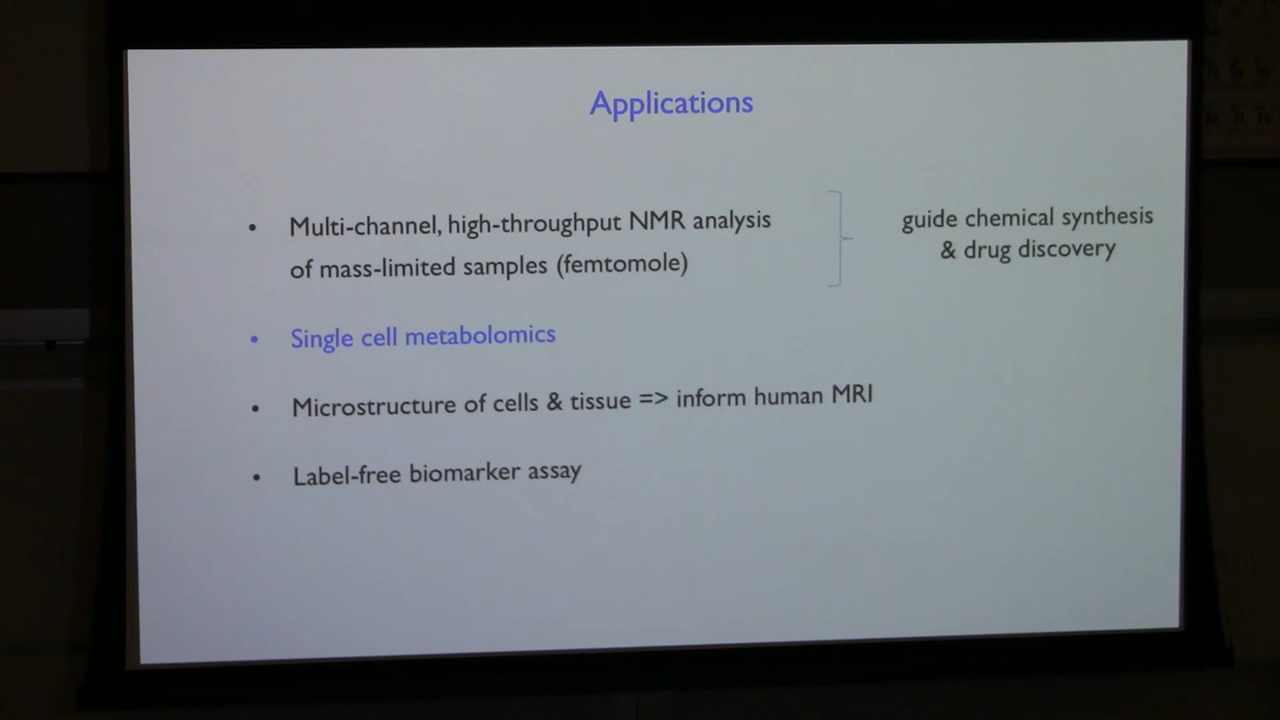 Applications
• Multi-channel, high-throughput NMR analysis
of mass-limited samples (femtomole)
guide chemical synthesis
& drug discovery
• Single cell metabolomics
• Microstructure of cells & tissue => inform human MRI
• Label-free biomarker assay